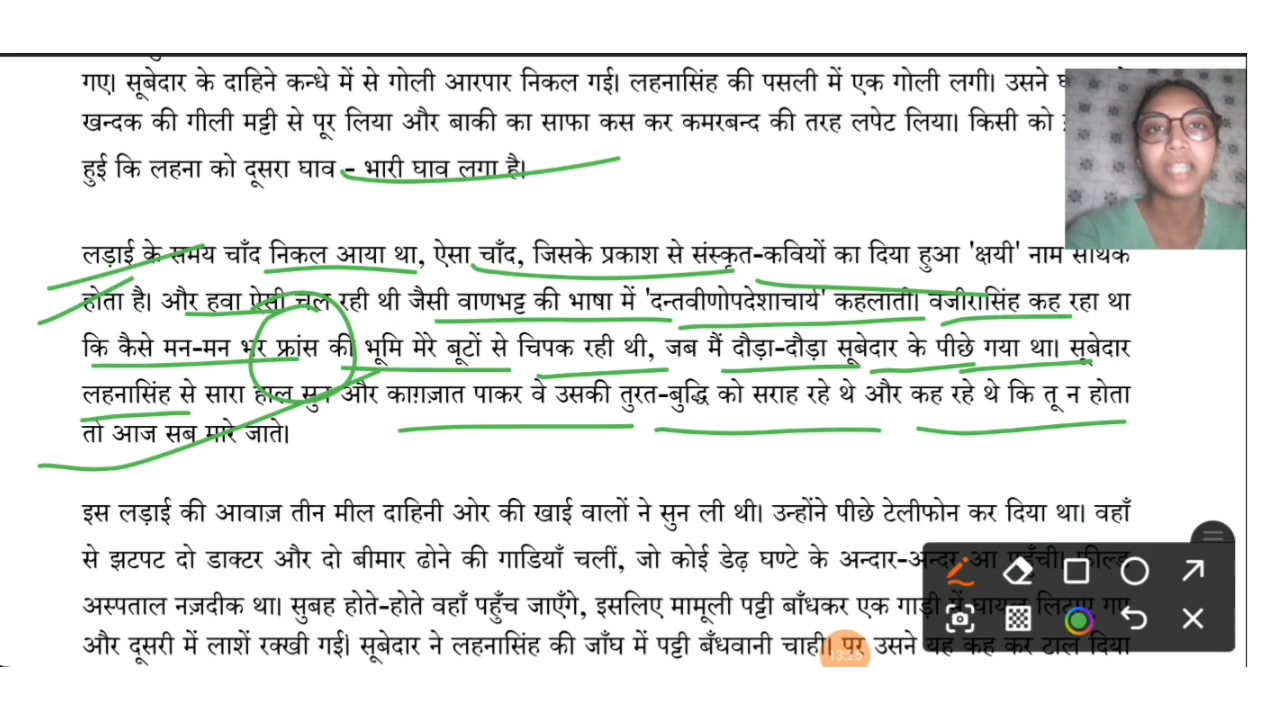 गए। सूबेदार के दाहिने कन्धे में से गोली आरपार निकल गई। लहनासिंह की पसली में एक गोली लगी। उसने
खन्दक की गीली मट्टी से पूर लिया और बाकी का साफा कस कर कमरबन्द की तरह लपेट लिया। किसी को
हुई कि लहना को दूसरा घाव - भारी घाव लगा है।
लड़ाई के समय चाँद निकल आया था, ऐसा चाँद, जिसके प्रकाश से संस्कृत-कवियों का दिया हुआ 'क्षयी' नाम सार्थक
होता है। और हवा ऐसी चल रही थी जैसी वाणभट्ट की भाषा में 'दन्तवीणोपदेशाचार्य' कहलाती। वजीरासिंह कह रहा था
कि कैसे मन-मन भर फ्रांस की भूमि मेरे बूटों से चिपक रही थी, जब मैं दौड़ा-दौड़ा सूबेदार के पीछे गया था। सूबेदार
लहनासिंह से सारा हाल सुन और काग़ज़ात पाकर वे उसकी तुरत-बुद्धि को सराह रहे थे और कह रहे थे कि तू न होता
तो आज सब मारे जाते।
इस लड़ाई की आवाज़ तीन मील दाहिनी ओर की खाई वालों ने सुन ली थी। उन्होंने पीछे टेलीफोन कर दिया था। वहाँ
से झटपट दो डाक्टर और दो बीमार ढोने की गाडियाँ चलीं, जो कोई डेढ़ घण्टे के अन्दार-अन्दर आ पहुँची। फील्ड
अस्पताल नज़दीक था। सुबह होते-होते वहाँ पहुँच जाएँगे, इसलिए मामूली पट्टी बाँधकर एक गाड़ी में घायल लिटाए गए
और दूसरी में लाशें रक्खी गई। सूबेदार ने लहनासिंह की जाँघ में पट्टी बँधवानी चाही। पर उसने यह कह कर टाल दिया
13:25